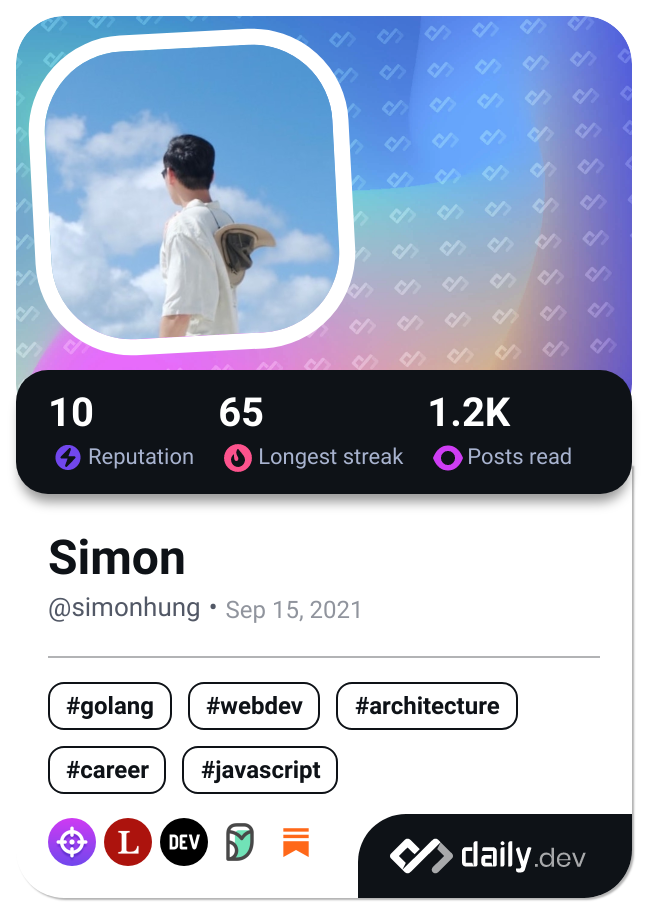 10 65 1.2K
Reputation Longest streak Posts read
Simon
@simonhung • Sep 15, 2021
#golang #webdev #architecture
#career #javascript
L DEV
daily.dev